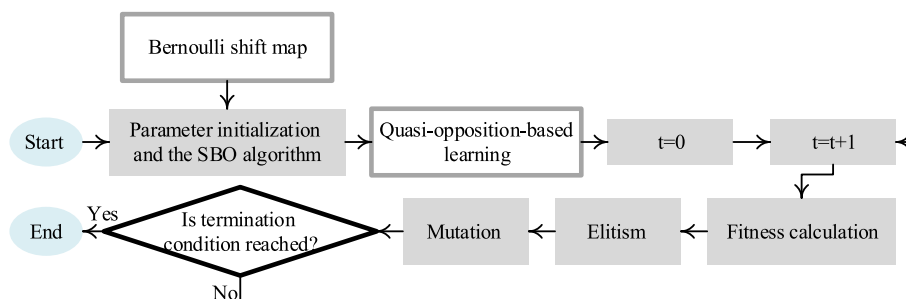 Bernoulli shift map
Start
Parameter initialization
and the SBO algorithm
Quasi-opposition-based
learning
t=0
t=t+1
End
Yes
Is termination
condition reached?
No
Mutation
Elitism
Fitness calculation